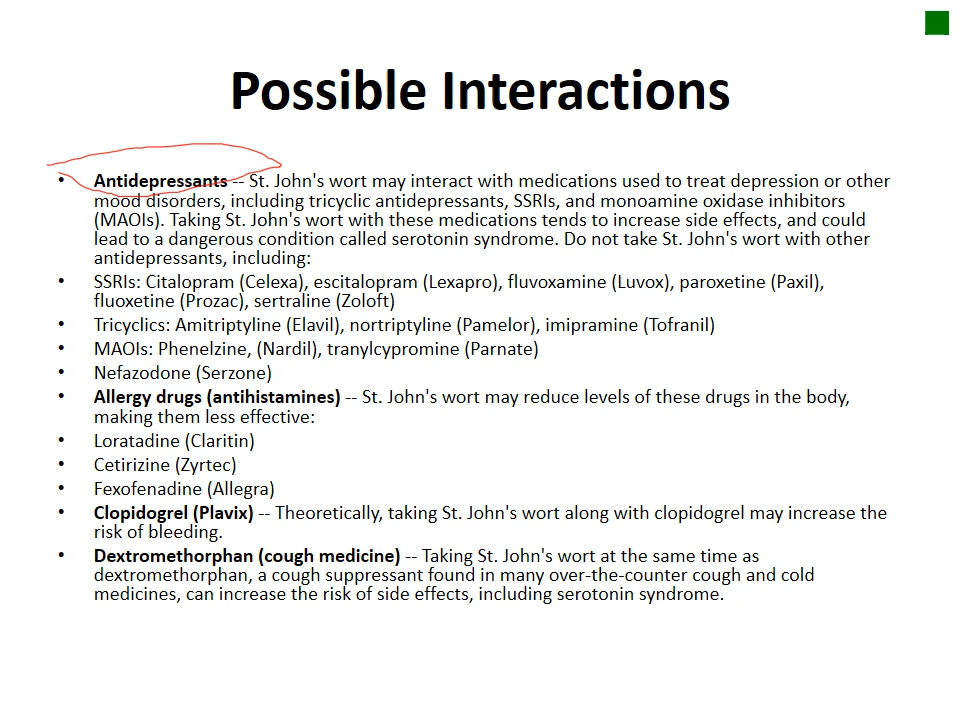 Possible Interactions
• Antidepressants -- St. John's wort may interact with medications used to treat depression or other
mood disorders, including tricyclic antidepressants, SSRIs, and monoamine oxidase inhibitors
(MAOIs). Taking St. John's wort with these medications tends to increase side effects, and could
lead to a dangerous condition called serotonin syndrome. Do not take St. John's wort with other
antidepressants, including:
• SSRIs: Citalopram (Celexa), escitalopram (Lexapro), fluvoxamine (Luvox), paroxetine (Paxil),
fluoxetine (Prozac), sertraline (Zoloft)
• Tricyclics: Amitriptyline (Elavil), nortriptyline (Pamelor), imipramine (Tofranil)
• MAOIs: Phenelzine, (Nardil), tranylcypromine (Parnate)
• Nefazodone (Serzone)
• Allergy drugs (antihistamines) -- St. John's wort may reduce levels of these drugs in the body,
making them less effective:
• Loratadine (Claritin)
• Cetirizine (Zyrtec)
• Fexofenadine (Allegra)
• Clopidogrel (Plavix) -- Theoretically, taking St. John's wort along with clopidogrel may increase the
risk of bleeding.
• Dextromethorphan (cough medicine) -- Taking St. John's wort at the same time as
dextromethorphan, a cough suppressant found in many over-the-counter cough and cold
medicines, can increase the risk of side effects, including serotonin syndrome.